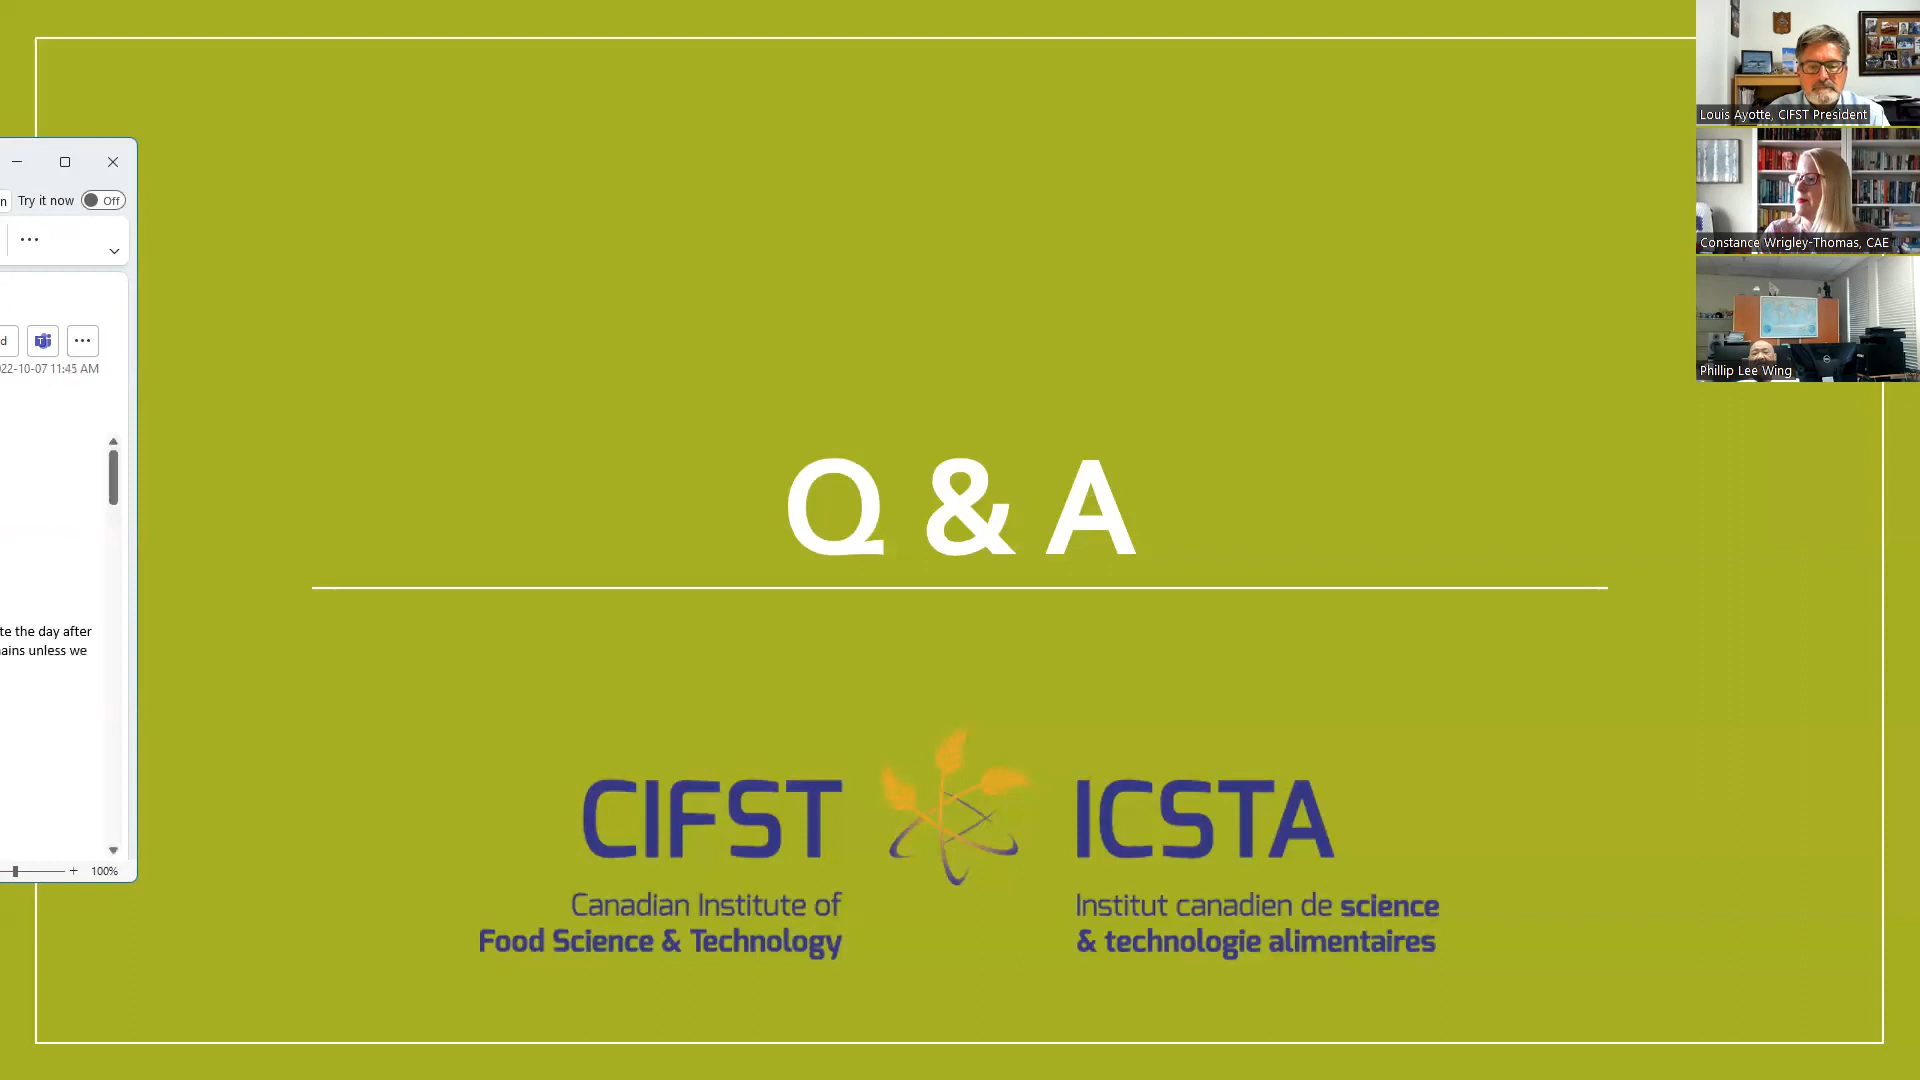 Louis Ayotte, CIFST President
Constance Wrigley-Thomas, CAE
Phillip Lee Wing
n Try it now Off
d
22-10-07 11:45 AM
te the day after
ains unless we
100%
Q & A
CIFST
Canadian Institute of
Food Science & Technology
ICSTA
Institut canadien de science
& technologie alimentaires